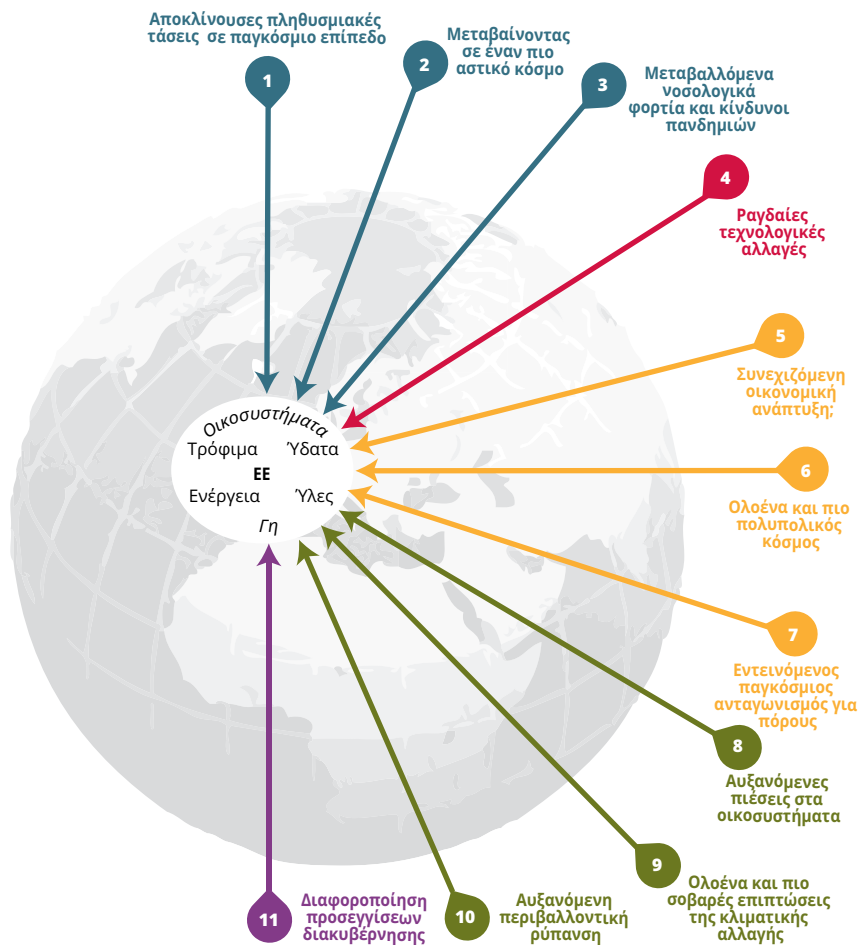 1
Αποκλίνουσες πληθυσμιακές
τάσεις σε παγκόσμιο επίπεδο
2
Μεταβαίνοντας
σε έναν πιο
αστικό κόσμο
3
Μεταβαλλόμενα
νοσολογικά
φορτία και κίνδυνοι
πανδημιών
4
Ραγδαίες
τεχνολογικές
αλλαγές
5
Συνεχιζόμενη
οικονομική
ανάπτυξη;
6
Ολοένα και πιο
πολυπολικός
κόσμος
7
Εντεινόμενος
παγκόσμιος
ανταγωνισμός για
πόρους
8
Αυξανόμενες
πιέσεις στα
οικοσυστήματα
9
Ολοένα και πιο
σοβαρές επιπτώσεις
της κλιματικής
αλλαγής
10
Αυξανόμενη
περιβαλλοντική
ρύπανση
11
Διαφοροποίηση
προσεγγίσεων
διακυβέρνησης
Οικοσυστήματα
Τρόφιμα Ύδατα
ΕΕ
Ενέργεια Ύλες
Γη